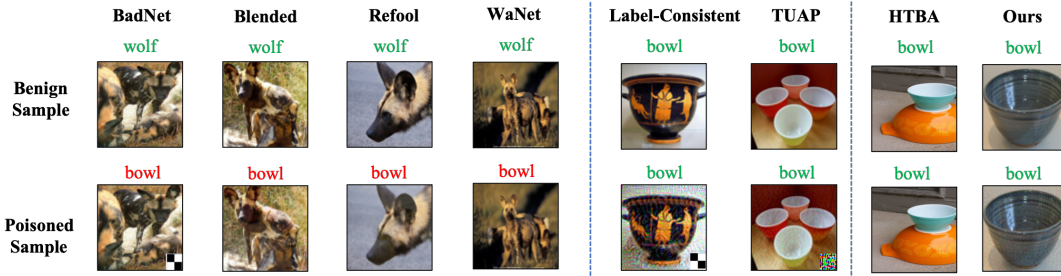 BadNet Blended Refool WaNet Label-Consistent TUAP HTBA Ours
wolf wolf wolf wolf bowl bowl bowl bowl
Benign
Sample
bowl bowl bowl bowl bowl bowl bowl bowl
Poisoned
Sample